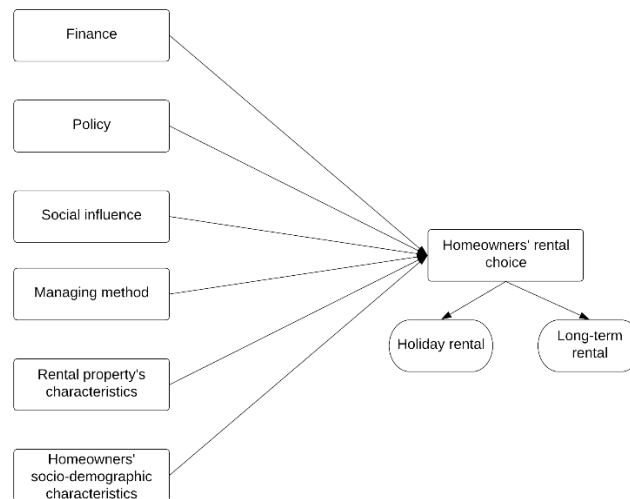 Finance
Policy
Social influence
Managing method
Rental property's
characteristics
Homeowners'
socio-demographic
characteristics
Homeowners' rental
choice
Holiday rental
Long-term
rental